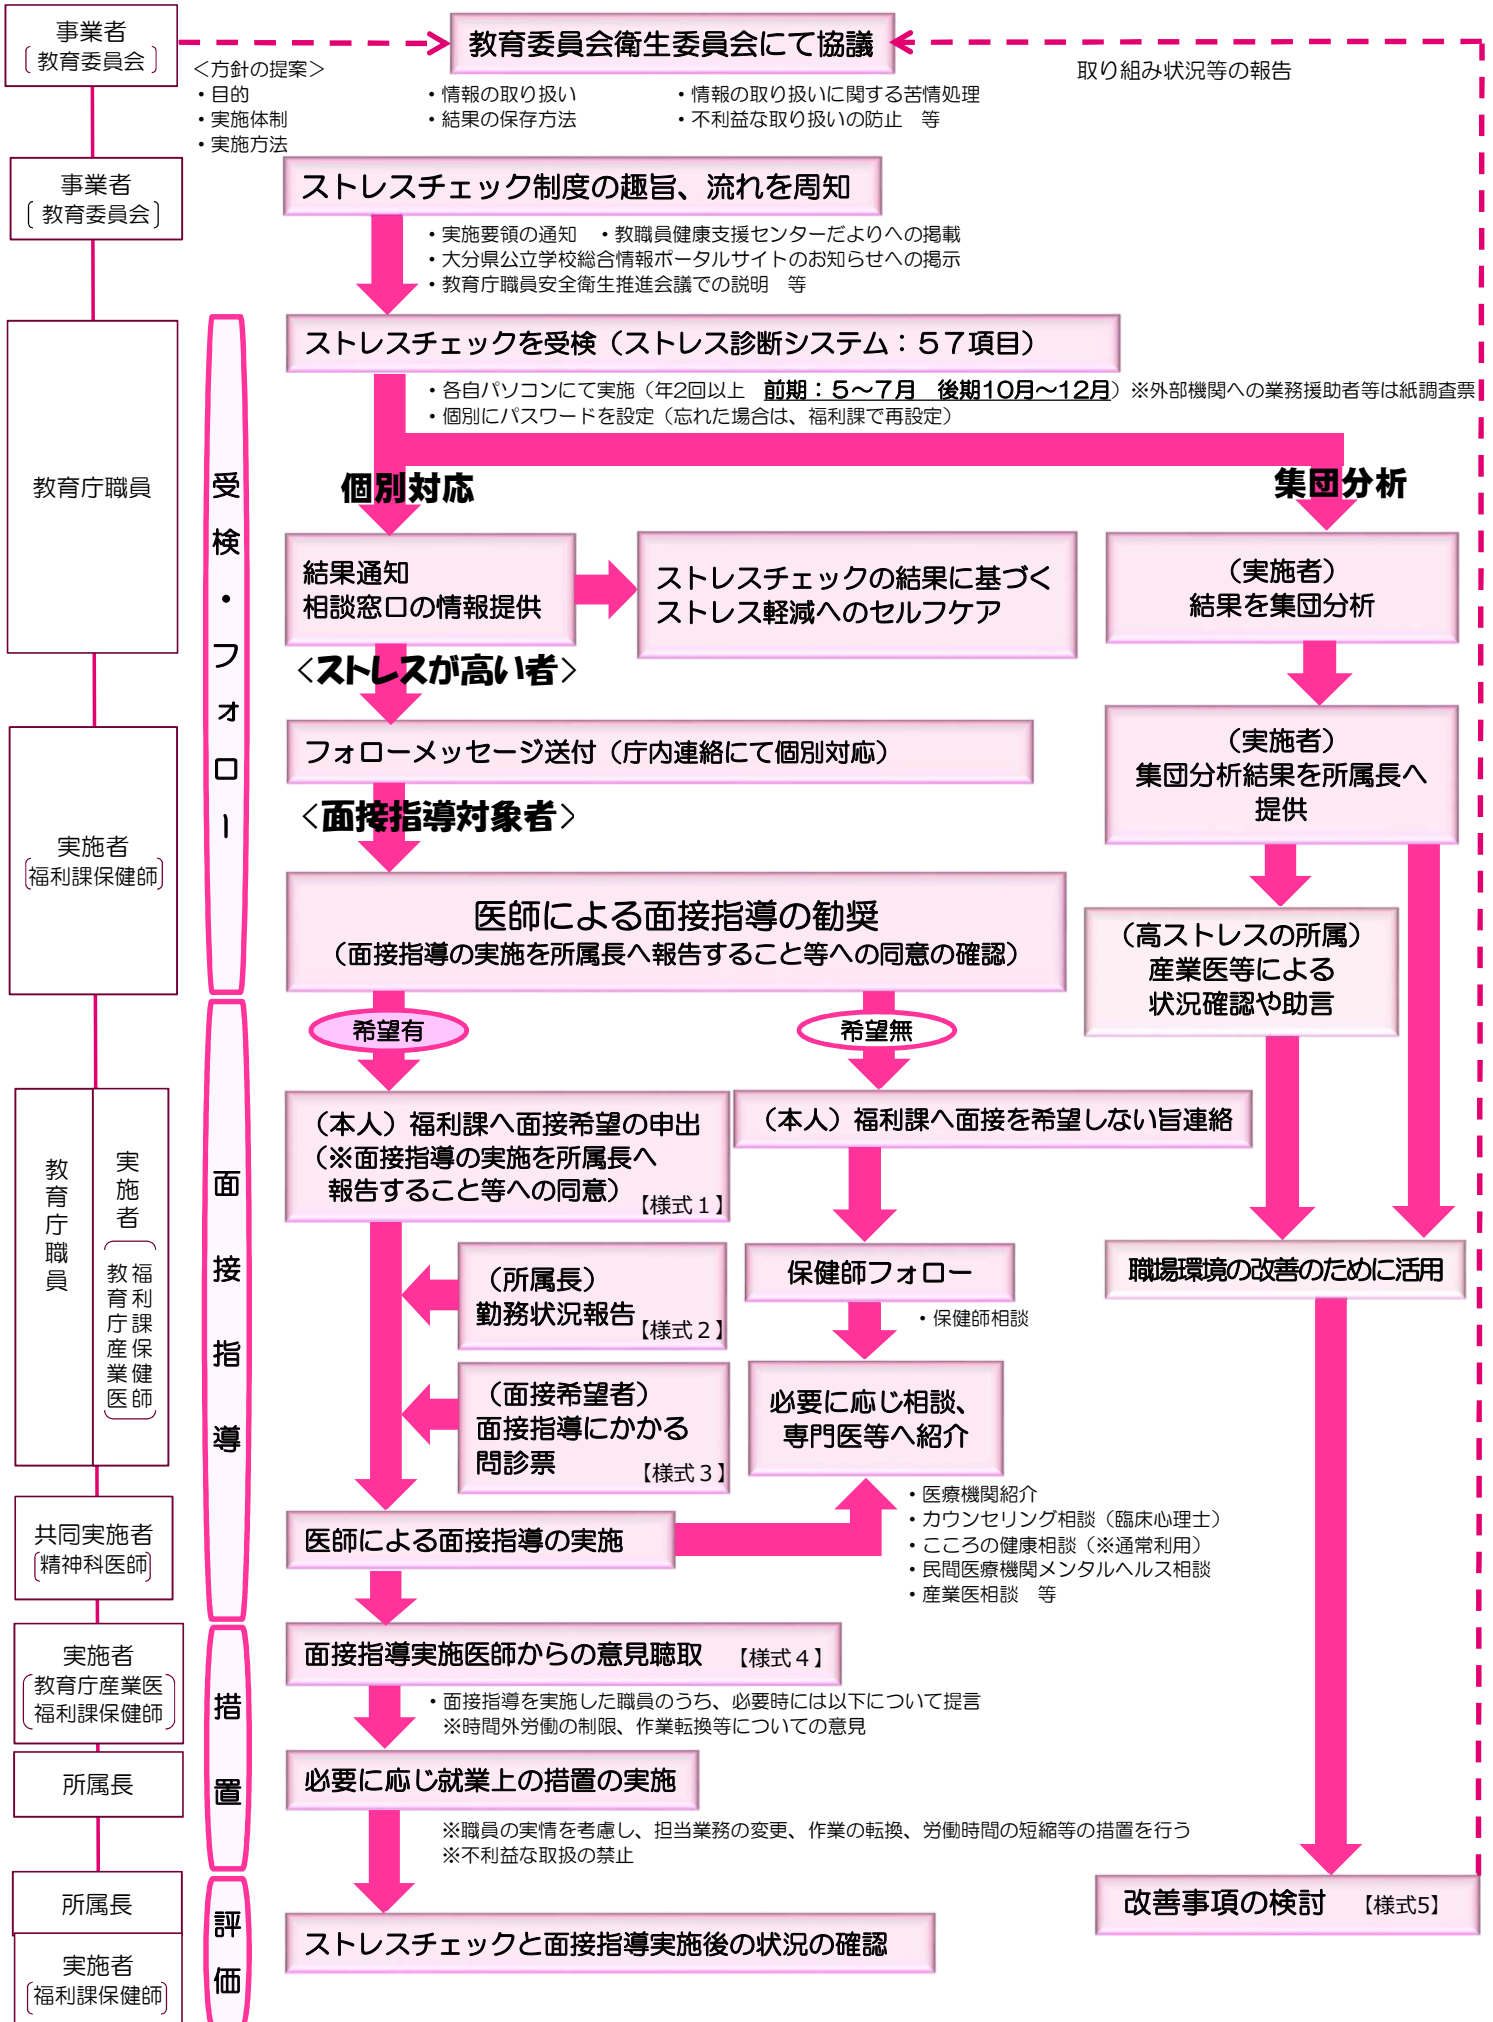 事業者
〔教育委員会〕
教育委員会衛生委員会にて協議
取り組み状況等の報告
＜方針の提案＞
・目的
・実施体制
・実施方法
・情報の取り扱い
・結果の保存方法
・情報の取り扱いに関する苦情処理
・不利益な取り扱いの防止　等
事業者
〔教育委員会〕
ストレスチェック制度の趣旨、流れを周知
・実施要領の通知　・教職員健康支援センターだよりへの掲載
・大分県公立学校総合情報ポータルサイトのお知らせへの掲示
・教育庁職員安全衛生推進会議での説明　等
教育庁職員
受検・フォロー
ストレスチェックを受検（ストレス診断システム：５７項目）
・各自パソコンにて実施（年2回以上　前期：５〜７月　後期10月〜12月）※外部機関への業務援助者等は紙調査票
・個別にパスワードを設定（忘れた場合は、福利課で再設定）
個別対応
集団分析
結果通知
相談窓口の情報提供
ストレスチェックの結果に基づく
ストレス軽減へのセルフケア
（実施者）
結果を集団分析
＜ストレスが高い者＞
フォローメッセージ送付（庁内連絡にて個別対応）
（実施者）
集団分析結果を所属長へ
提供
＜面接指導対象者＞
実施者
〔福利課保健師〕
医師による面接指導の勧奨
（面接指導の実施を所属長へ報告すること等への同意の確認）
（高ストレスの所属）
産業医等による
状況確認や助言
希望有
希望無
面接指導
教育庁職員
実施者
福利課保健師
教育庁産業医
（本人）福利課へ面接希望の申出
（※面接指導の実施を所属長へ
報告すること等への同意）【様式１】
（本人）福利課へ面接を希望しない旨連絡
（所属長）
勤務状況報告【様式２】
保健師フォロー
・保健師相談
職場環境の改善のために活用
（面接希望者）
面接指導にかかる
問診票　【様式３】
必要に応じ相談、
専門医等へ紹介
・医療機関紹介
・カウンセリング相談（臨床心理士）
・こころの健康相談（※通常利用）
・民間医療機関メンタルヘルス相談
・産業医相談　等
共同実施者
〔精神科医師〕
医師による面接指導の実施
実施者
教育庁産業医
福利課保健師
措置
面接指導実施医師からの意見聴取　【様式４】
・面接指導を実施した職員のうち、必要時には以下について提言
※時間外労働の制限、作業転換等についての意見
所属長
必要に応じ就業上の措置の実施
※職員の実情を考慮し、担当業務の変更、作業の転換、労働時間の短縮等の措置を行う
※不利益な取扱の禁止
所属長
評価
改善事項の検討　【様式5】
実施者
〔福利課保健師〕
ストレスチェックと面接指導実施後の状況の確認